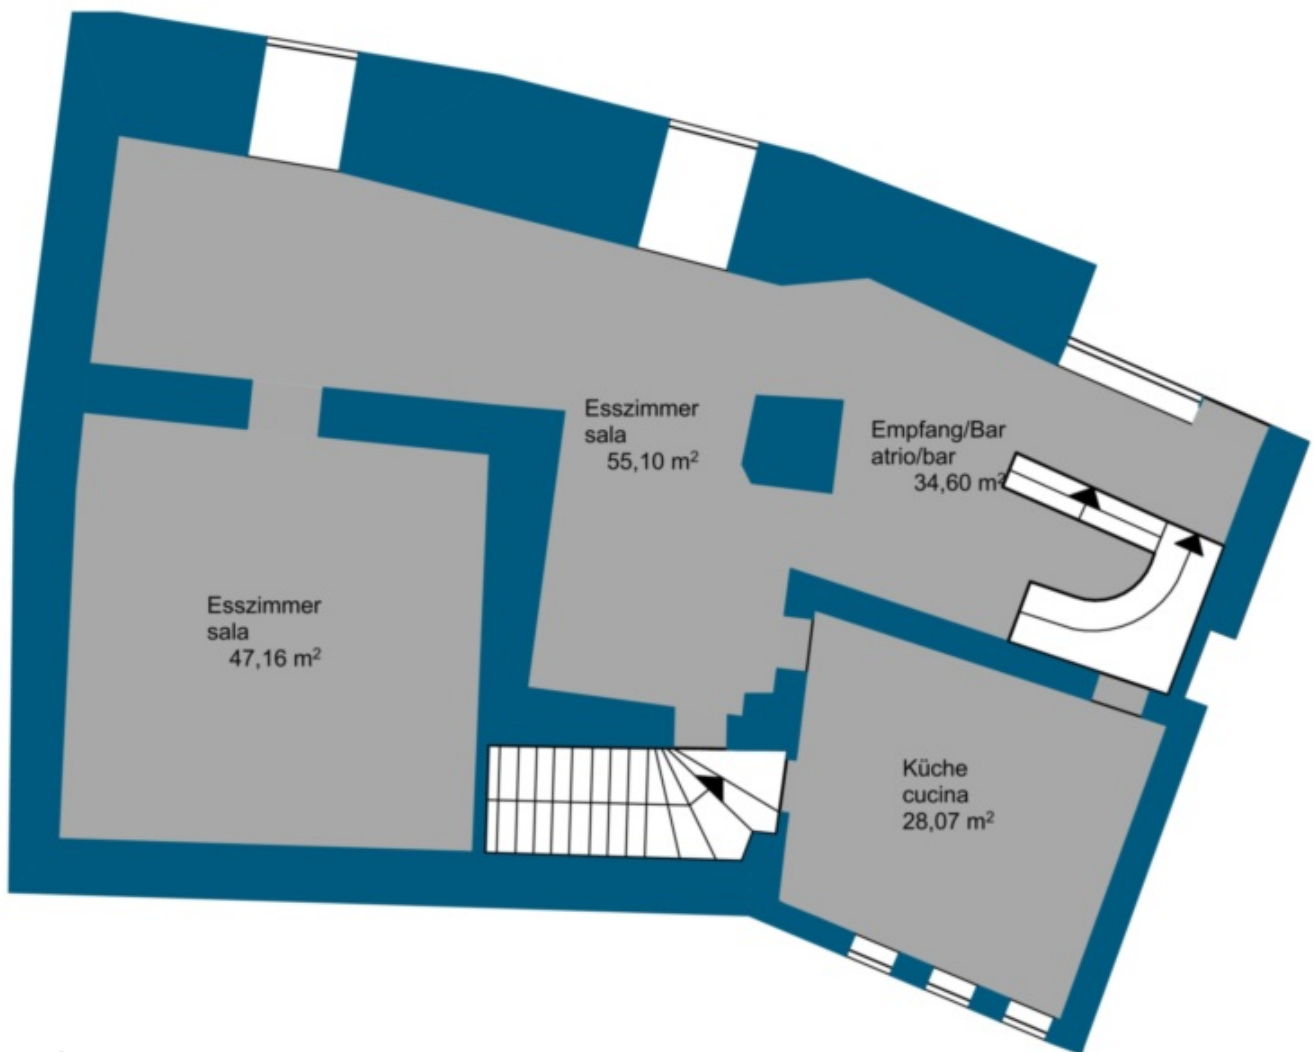 Esszimmer
sala
55,10 m²
Empfang/Bar
atrio/bar
34,60 m²
Esszimmer
sala
47,16 m²
Küche
cucina
28,07 m²